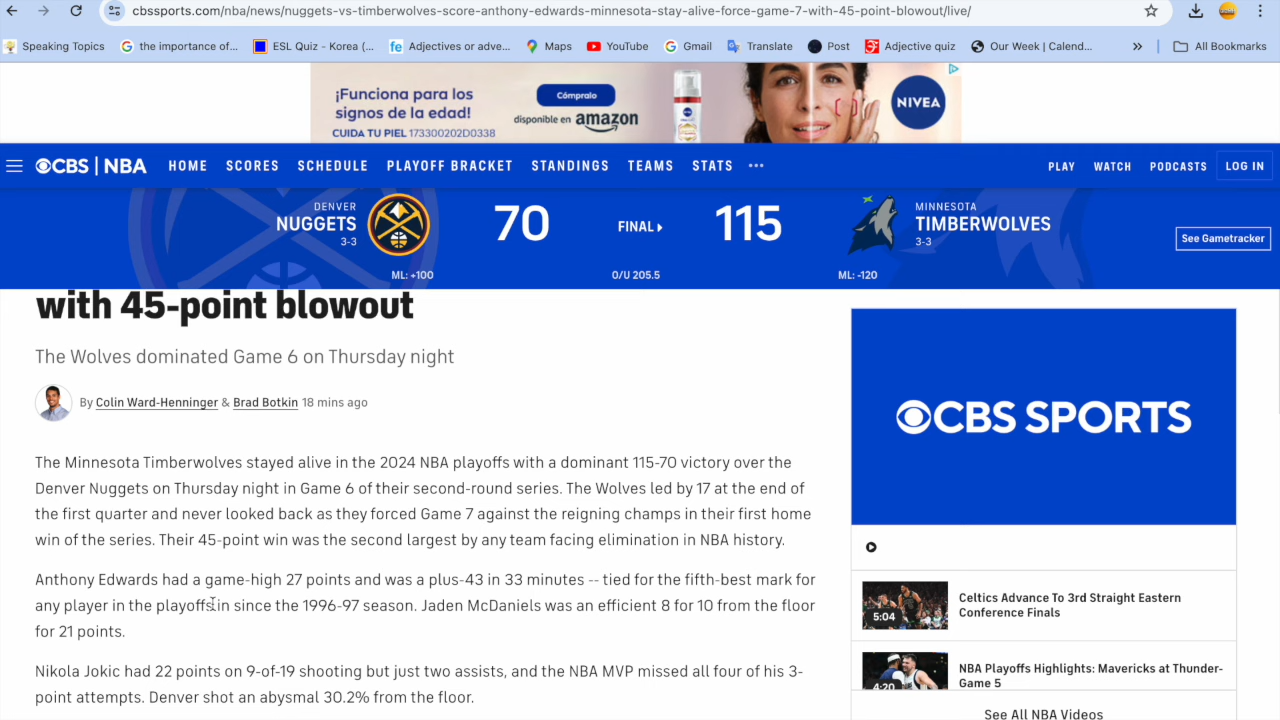 cbssports.com/nba/news/nuggets-vs-timberwolves-score-anthony-edwards-minnesota-stay-alive-force-game-7-with-45-point-blowout/live/
Speaking Topics
the importance of...
ESL Quiz - Korea (...
Adjectives or adve...
Maps
YouTube
Gmail
Translate
Post
Adjective quiz
Our Week | Calend...
»
All Bookmarks
¡Funciona para los
signos de la edad!
CUIDA TU PIEL 173300202D0338
Cómpralo
disponible en amazon
NIVEA
CBS | NBA
HOME
SCORES
SCHEDULE
PLAYOFF BRACKET
STANDINGS
TEAMS
STATS
•••
PLAY
WATCH
PODCASTS
LOG IN
DENVER
NUGGETS
3-3
70
FINAL
115
MINNESOTA
TIMBERWOLVES
3-3
See Gametracker
ML: +100
O/U 205.5
ML: -120
with 45-point blowout
The Wolves dominated Game 6 on Thursday night
By Colin Ward-Henninger & Brad Botkin 18 mins ago
The Minnesota Timberwolves stayed alive in the 2024 NBA playoffs with a dominant 115-70 victory over the
Denver Nuggets on Thursday night in Game 6 of their second-round series. The Wolves led by 17 at the end of
the first quarter and never looked back as they forced Game 7 against the reigning champs in their first home
win of the series. Their 45-point win was the second largest by any team facing elimination in NBA history.
Anthony Edwards had a game-high 27 points and was a plus-43 in 33 minutes -- tied for the fifth-best mark for
any player in the playoffs in since the 1996-97 season. Jaden McDaniels was an efficient 8 for 10 from the floor
for 21 points.
Nikola Jokic had 22 points on 9-of-19 shooting but just two assists, and the NBA MVP missed all four of his 3-
point attempts. Denver shot an abysmal 30.2% from the floor.
CBS SPORTS
5:04
Celtics Advance To 3rd Straight Eastern
Conference Finals
4:20
NBA Playoffs Highlights: Mavericks at Thunder-
Game 5
See All NBA Videos